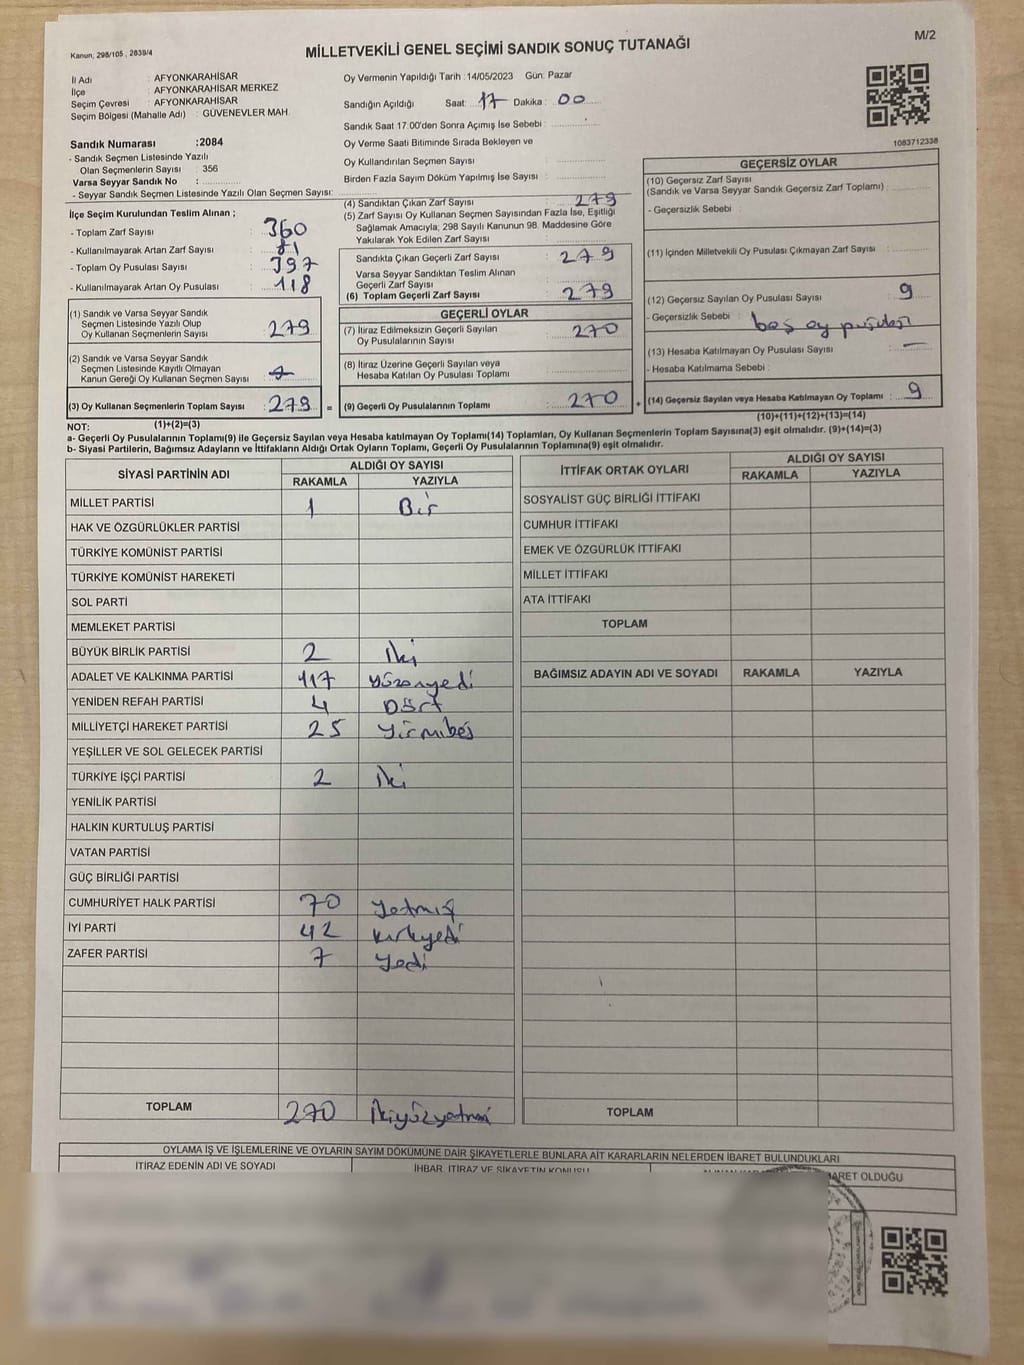 Kanun, 298/105 , 2839/4
MİLLETVEKİLİ GENEL SEÇİMİ SANDIK SONUÇ TUTANAĞI
M/2
İl Adı : AFYONKARAHİSAR
İlçe : AFYONKARAHİSAR MERKEZ
Seçim Çevresi : AFYONKARAHİSAR
Seçim Bölgesi (Mahalle Adı) : GÜVENEVLER MAH.
Oy Vermenin Yapıldığı Tarih : 14/05/2023 Gün: Pazar
Sandığın Açıldığı Saat: 17 Dakika : 00
Sandık Saat 17.00'den Sonra Açımış İse Sebebi :
Oy Verme Saati Bitiminde Sırada Bekleyen ve
Oy Kullandırılan Seçmen Sayısı :
Birden Fazla Sayım Döküm Yapılmış İse Sayısı :
1083712338
Sandık Numarası :2084
- Sandık Seçmen Listesinde Yazılı
Olan Seçmenlerin Sayısı : 356
Varsa Seyyar Sandık No :
- Seyyar Sandık Seçmen Listesinde Yazılı Olan Seçmen Sayısı:
İlçe Seçim Kurulundan Teslim Alınan ;
- Toplam Zarf Sayısı : 360
- Kullanılmayarak Artan Zarf Sayısı : 81
- Toplam Oy Pusulası Sayısı : 397
- Kullanılmayarak Artan Oy Pusulası : 118
(1) Sandık ve Varsa Seyyar Sandık
Seçmen Listesinde Yazılı Olup
Oy Kullanan Seçmenlerin Sayısı : 279
(2) Sandık ve Varsa Seyyar Sandık
Seçmen Listesinde Kayıtlı Olmayan
Kanun Gereği Oy Kullanan Seçmen Sayısı :
(3) Oy Kullanan Seçmenlerin Toplam Sayısı : 279 =
(1)+(2)=(3)
(4) Sandıktan Çıkan Zarf Sayısı : 279
(5) Zarf Sayısı Oy Kullanan Seçmen Sayısından Fazla İse, Eşitliği
Sağlamak Amacıyla, 298 Sayılı Kanunun 98. Maddesine Göre
Yakılarak Yok Edilen Zarf Sayısı :
Sandıkta Çıkan Geçerli Zarf Sayısı : 279
Varsa Seyyar Sandıktan Teslim Alınan
Geçerli Zarf Sayısı :
(6) Toplam Geçerli Zarf Sayısı : 279
GEÇERLİ OYLAR
(7) İtiraz Edilmeksizin Geçerli Sayılan
Oy Pusulalarının Sayısı : 270
(8) İtiraz Üzerine Geçerli Sayılan veya
Hesaba Katılan Oy Pusulası Toplamı :
(9) Geçerli Oy Pusulalarının Toplamı : 270 +
GEÇERSİZ OYLAR
(10) Geçersiz Zarf Sayısı
(Sandık ve Varsa Seyyar Sandık Geçersiz Zarf Toplamı) :
- Geçersizlik Sebebi :
(11) İçinden Milletvekili Oy Pusulası Çıkmayan Zarf Sayısı :
(12) Geçersiz Sayılan Oy Pusulası Sayısı : 9
- Geçersizlik Sebebi : boş oy pusulası
(13) Hesaba Katılmayan Oy Pusulası Sayısı : –
- Hesaba Katılmama Sebebi :
(14) Geçersiz Sayılan veya Hesaba Katılmayan Oy Toplamı : 9
(10)+(11)+(12)+(13)=(14)
NOT:
a- Geçerli Oy Pusulalarının Toplamı(9) ile Geçersiz Sayılan veya Hesaba katılmayan Oy Toplamı(14) Toplamları, Oy Kullanan Seçmenlerin Toplam Sayısına(3) eşit olmalıdır. (9)+(14)=(3)
b- Siyasi Partilerin, Bağımsız Adayların ve İttifakların Aldığı Ortak Oyların Toplamı, Geçerli Oy Pusulalarının Toplamına(9) eşit olmalıdır.
SİYASİ PARTİNİN ADI ALDIĞI OY SAYISI
RAKAMLA YAZIYLA
MİLLET PARTİSİ 1 Bir
HAK VE ÖZGÜRLÜKLER PARTİSİ
TÜRKİYE KOMÜNİST PARTİSİ
TÜRKİYE KOMÜNİST HAREKETİ
SOL PARTİ
MEMLEKET PARTİSİ
BÜYÜK BİRLİK PARTİSİ 2 İki
ADALET VE KALKINMA PARTİSİ 117 yüzonyedi
YENİDEN REFAH PARTİSİ 4 Dört
MİLLİYETÇİ HAREKET PARTİSİ 25 Yirmibeş
YEŞİLLER VE SOL GELECEK PARTİSİ
TÜRKİYE İŞÇİ PARTİSİ 2 İki
YENİLİK PARTİSİ
HALKIN KURTULUŞ PARTİSİ
VATAN PARTİSİ
GÜÇ BİRLİĞİ PARTİSİ
CUMHURİYET HALK PARTİSİ 70 Yetmiş
İYİ PARTİ 42 kırkyedi
ZAFER PARTİSİ 7 Yedi
TOPLAM 270 İkiyüzyetmiş
İTTİFAK ORTAK OYLARI ALDIĞI OY SAYISI
RAKAMLA YAZIYLA
SOSYALİST GÜÇ BİRLİĞİ İTTİFAKI
CUMHUR İTTİFAKI
EMEK VE ÖZGÜRLÜK İTTİFAKI
MİLLET İTTİFAKI
ATA İTTİFAKI
TOPLAM
BAĞIMSIZ ADAYIN ADI VE SOYADI RAKAMLA YAZIYLA
TOPLAM
OYLAMA İŞ VE İŞLEMLERİNE VE OYLARIN SAYIM DÖKÜMÜNE DAİR ŞİKAYETLERLE BUNLARA AİT KARARLARIN NELERDEN İBARET BULUNDUKLARI
İTİRAZ EDENİN ADI VE SOYADI İHBAR, İTİRAZ VE ŞİKAYETİN KONUSU BARET OLDUĞU